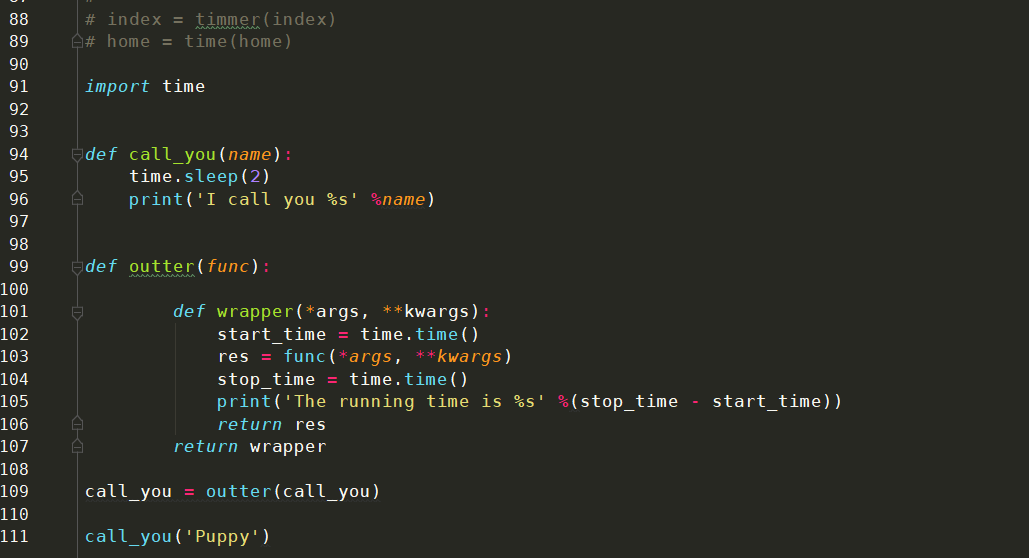 88 # index = timmer(index)
89 # home = time(home)
90
91 import time
92
93
94 def call_you(name):
95     time.sleep(2)
96     print('I call you %s' %name)
97
98
99 def outter(func):
100
101         def wrapper(*args, **kwargs):
102             start_time = time.time()
103             res = func(*args, **kwargs)
104             stop_time = time.time()
105             print('The running time is %s' %(stop_time - start_time))
106             return res
107         return wrapper
108
109 call_you = outter(call_you)
110
111 call_you('Puppy')